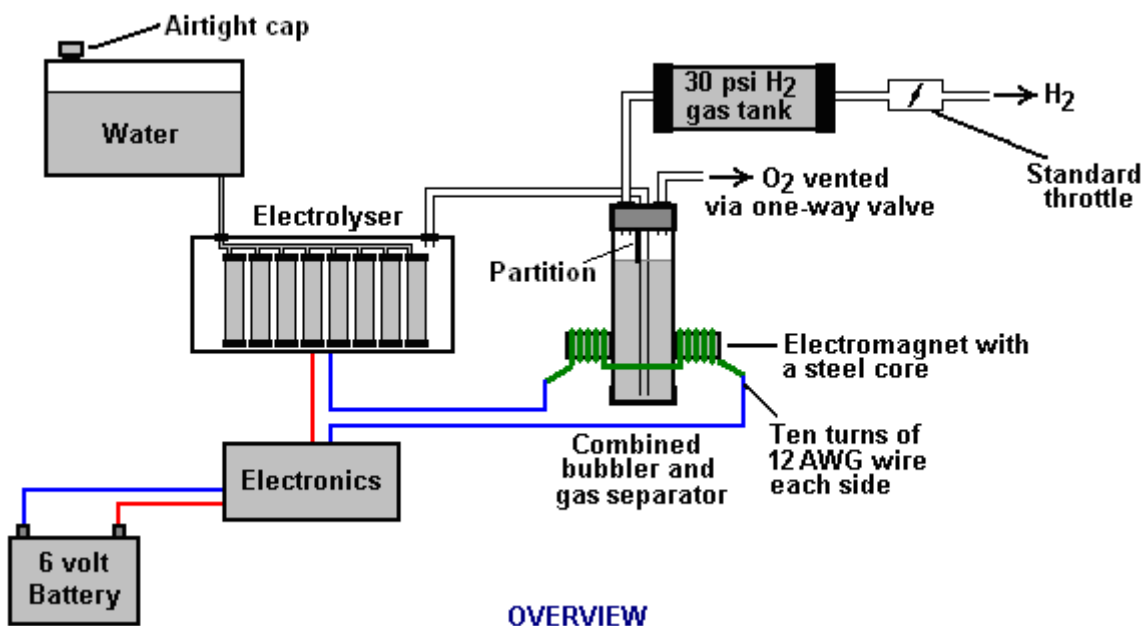 Airtight cap
Water
30 psi H2
gas tank
H2
Standard
throttle
O2 vented
via one-way valve
Electrolyser
Partition
Electromagnet with
a steel core
Combined
bubbler and
gas separator
Ten turns of
12 AWG wire
each side
Electronics
6 volt
Battery
OVERVIEW